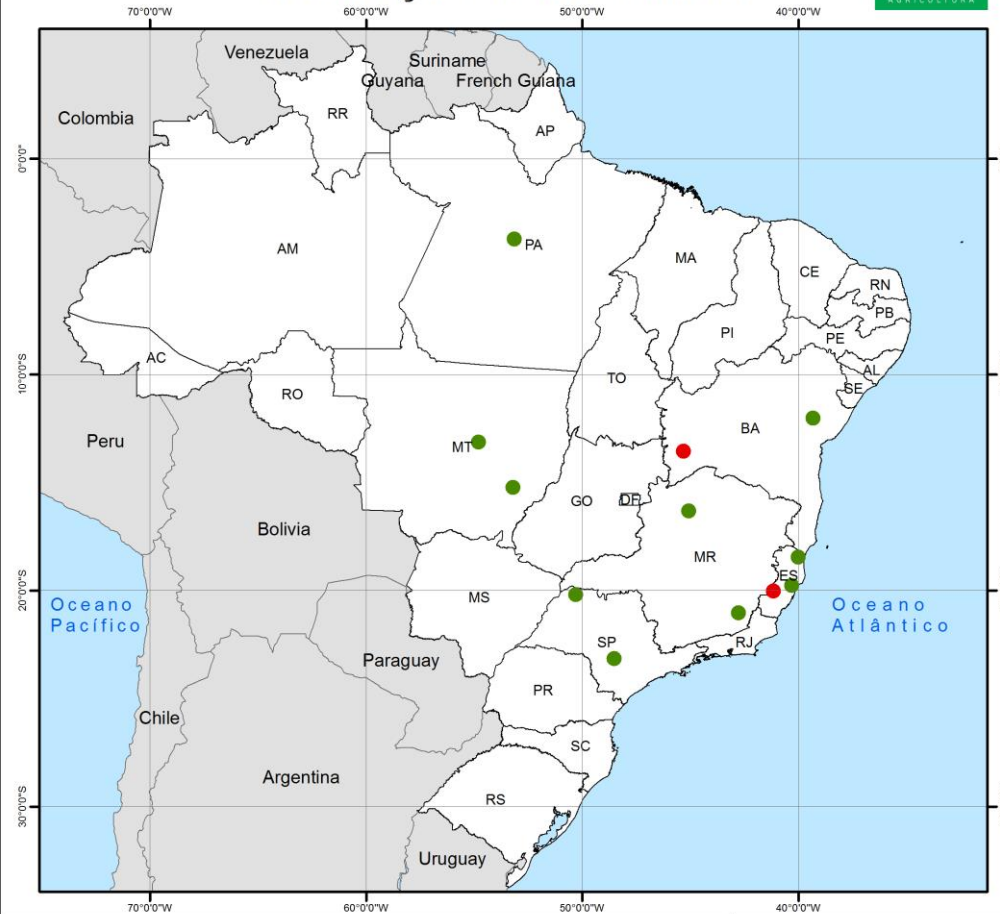 AGRICULTURA
70°0'0"W 60°0'0"W 50°0'0"W 40°0'0"W
Venezuela
Suriname
Guyana
French Guiana
Colombia
RR
AP
0°0'0"
AM
PA
MA
CE
RN
PB
PI
PE
AC
AL
TO
SE
10°0'0"S
RO
BA
Peru
MT
GO
DF
Bolivia
MR
ES
20°0'0"S
MS
Oceano
Pacífico
Oceano
Atlântico
SP
RJ
Paraguay
PR
Chile
SC
Argentina
RS
30°0'0"S
Uruguay
70°0'0"W 60°0'0"W 50°0'0"W 40°0'0"W